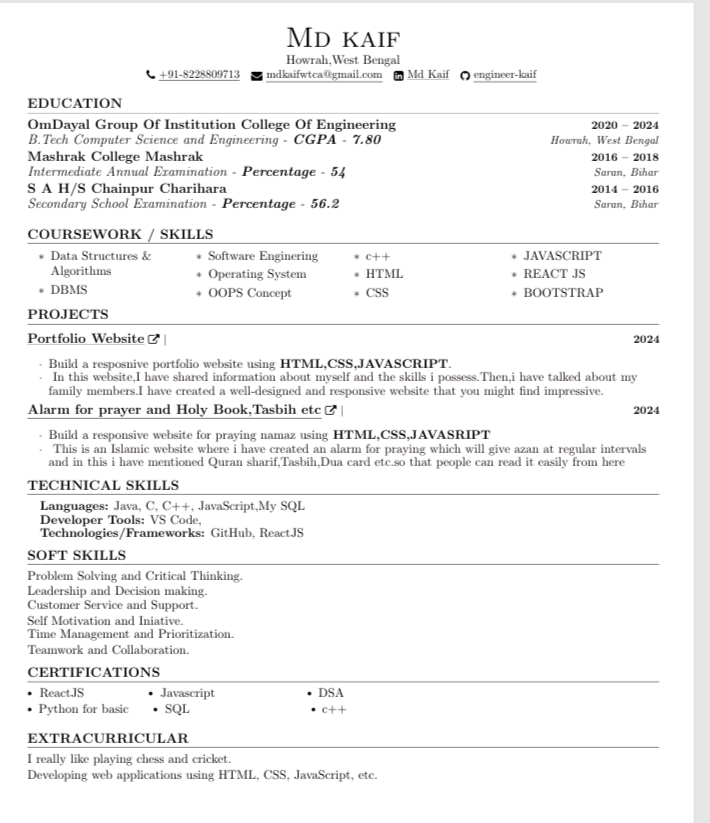 MD KAIF
Howrah,West Bengal
+91-8228809713 mdkaifwtca@gmail.com Md Kaif engineer-kaif
EDUCATION
OmDayal Group Of Institution College Of Engineering 2020 – 2024
B.Tech Computer Science and Engineering - CGPA - 7.80 Howrah, West Bengal
Mashrak College Mashrak 2016 – 2018
Intermediate Annual Examination - Percentage - 54 Saran, Bihar
S A H/S Chainpur Charihara 2014 – 2016
Secondary School Examination - Percentage - 56.2 Saran, Bihar
COURSEWORK / SKILLS
* Data Structures &
Algorithms
* DBMS
* Software Enginering
* Operating System
* OOPS Concept
* c++
* HTML
* CSS
* JAVASCRIPT
* REACT JS
* BOOTSTRAP
PROJECTS
Portfolio Website | 2024
· Build a resposnive portfolio website using HTML,CSS,JAVASCRIPT.
· In this website,I have shared information about myself and the skills i possess.Then,i have talked about my
family members.I have created a well-designed and responsive website that you might find impressive.
Alarm for prayer and Holy Book,Tasbih etc | 2024
· Build a responsive website for praying namaz using HTML,CSS,JAVASRIPT
· This is an Islamic website where i have created an alarm for praying which will give azan at regular intervals
and in this i have mentioned Quran sharif,Tasbih,Dua card etc.so that people can read it easily from here
TECHNICAL SKILLS
Languages: Java, C, C++, JavaScript,My SQL
Developer Tools: VS Code,
Technologies/Frameworks: GitHub, ReactJS
SOFT SKILLS
Problem Solving and Critical Thinking.
Leadership and Decision making.
Customer Service and Support.
Self Motivation and Iniative.
Time Management and Prioritization.
Teamwork and Collaboration.
CERTIFICATIONS
• ReactJS • Javascript • DSA
• Python for basic • SQL • c++
EXTRACURRICULAR
I really like playing chess and cricket.
Developing web applications using HTML, CSS, JavaScript, etc.